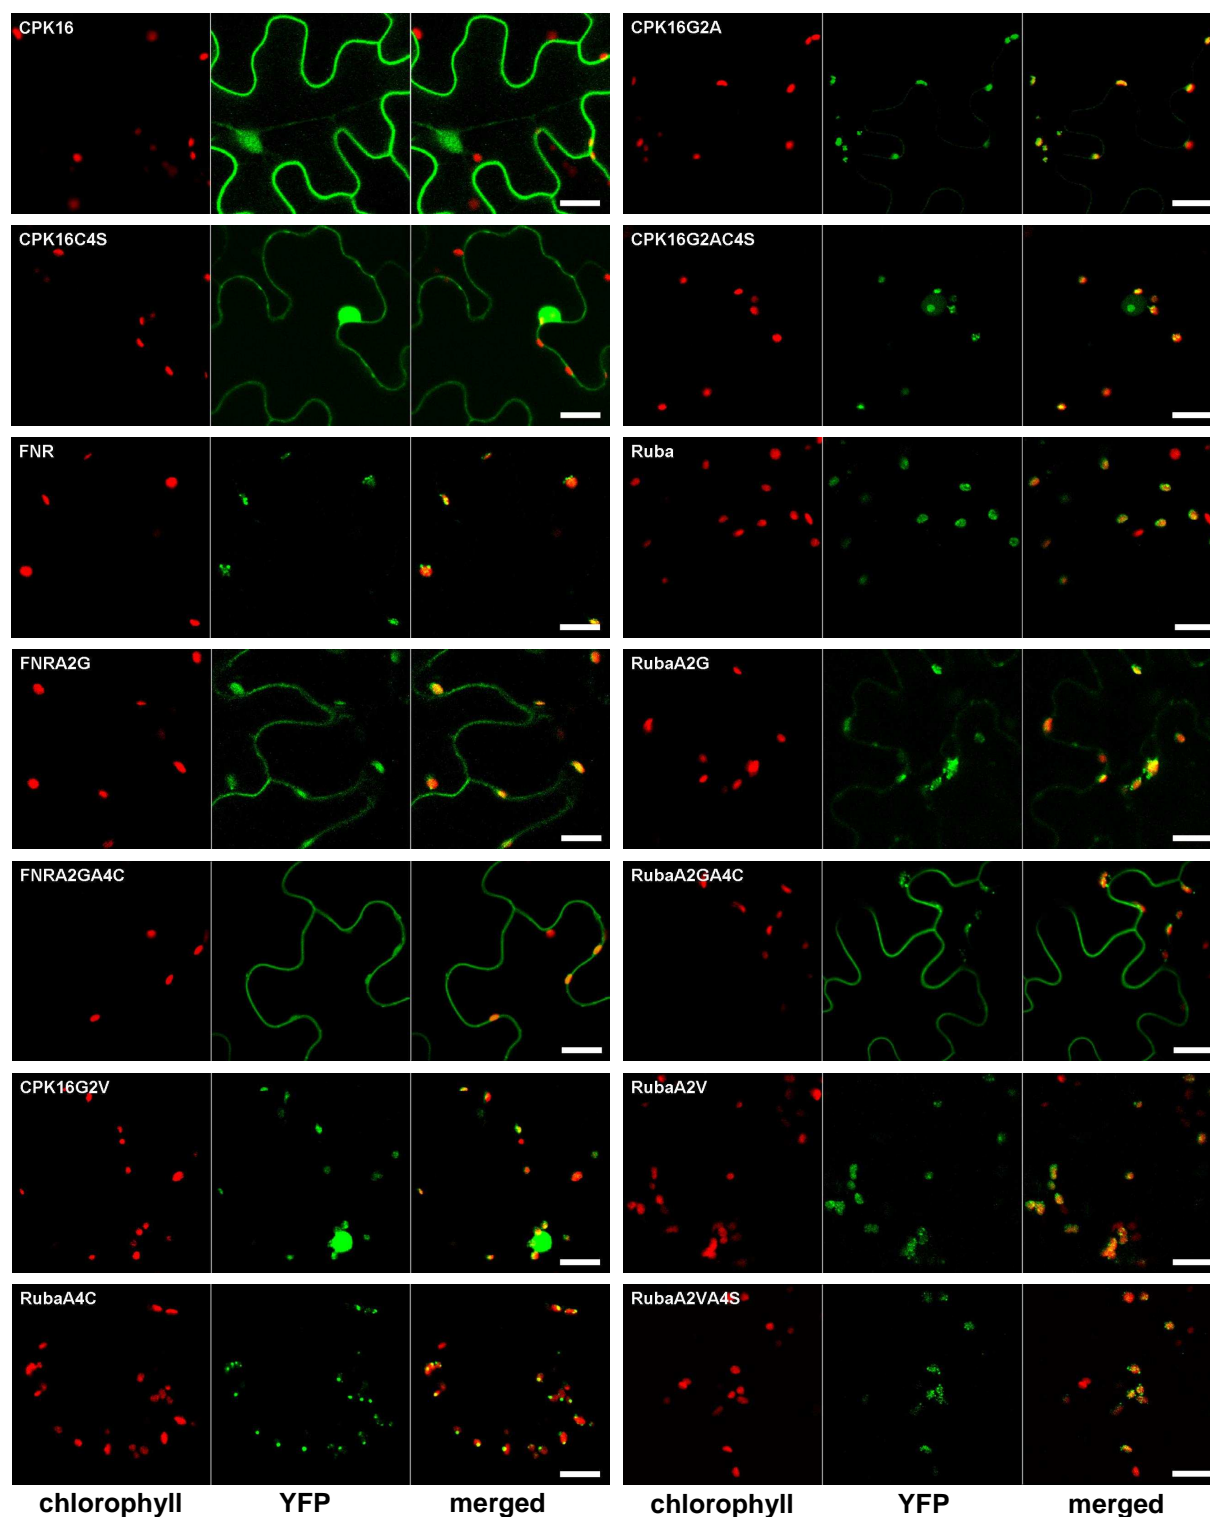 CPK16
CPK16G2A
CPK16C4S
CPK16G2AC4S
FNR
Ruba
FNRA2G
RubaA2G
FNRA2GA4C
RubaA2GA4C
CPK16G2V
RubaA2V
RubaA4C
RubaA2VA4S
chlorophyll YFP merged chlorophyll YFP merged